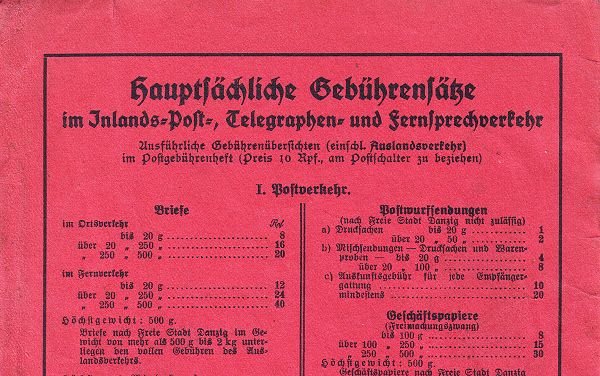 Hauptsächliche Gebührensätze
im Inlands-Post-, Telegraphen- und Fernsprechverkehr
Ausführliche Gebührenübersichten (einschl. Auslandsverkehr)
im Postgebührenheft (Preis 10 Rpf., am Postschalter zu beziehen)
I. Postverkehr.
Briefe
im Ortsverkehr Rpf
bis 20 g 8
über 20 „ 250 „ 16
„ 250 „ 500 „ 20
im Fernverkehr
bis 20 g 12
über 20 „ 250 „ 24
„ 250 „ 500 „ 40
Höchstgewicht: 500 g.
Briefe nach Freie Stadt Danzig im Ge-
wicht von mehr als 500 g bis 2 kg unter-
liegen den vollen Gebühren des Aus-
landsverkehrs.
Postwurfsendungen
(nach Freie Stadt Danzig nicht zulässig)
a) Drucksachen bis 20 g 1
über 20 „ 50 „ 2
b) Mischsendungen — Drucksachen und Waren-
proben — bis 20 g 4
über 20 „ 100 „ 8
c) Auskunftsgebühr für jede Empfänger-
gattung 10
mindestens 20
Geschäftspapiere
(Freimachungszwang)
bis 100 g 8
über 100 „ 250 „ 15
„ 250 „ 500 „ 30
Höchstgewicht: 500 g.
Geschäftspapiere nach Freie Stadt Danzig